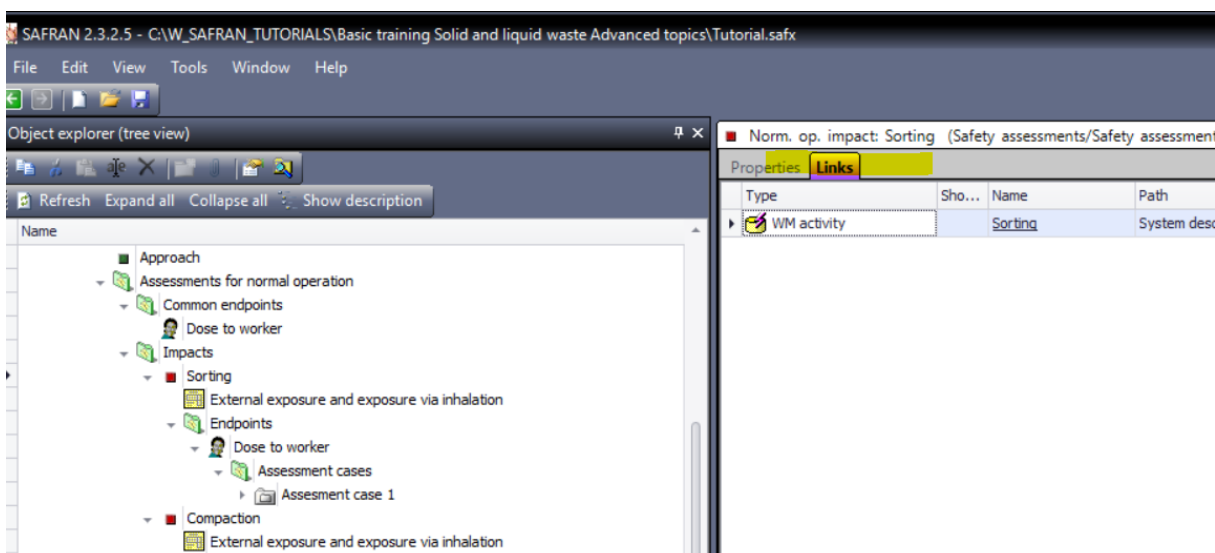 SAFRAN 2.3.2.5 - C:\W_SAFRAN_TUTORIALS\Basic training Solid and liquid waste Advanced topics\Tutorial.safx
File Edit View Tools Window Help
Object explorer (tree view)
Refresh Expand all Collapse all Show description
Name
Approach
Assessments for normal operation
Common endpoints
Dose to worker
Impacts
Sorting
External exposure and exposure via inhalation
Endpoints
Dose to worker
Assessment cases
Assesment case 1
Compaction
External exposure and exposure via inhalation
Norm. op. impact: Sorting (Safety assessments/Safety assessment
Properties Links
Type Sho... Name Path
WM activity Sorting System desc